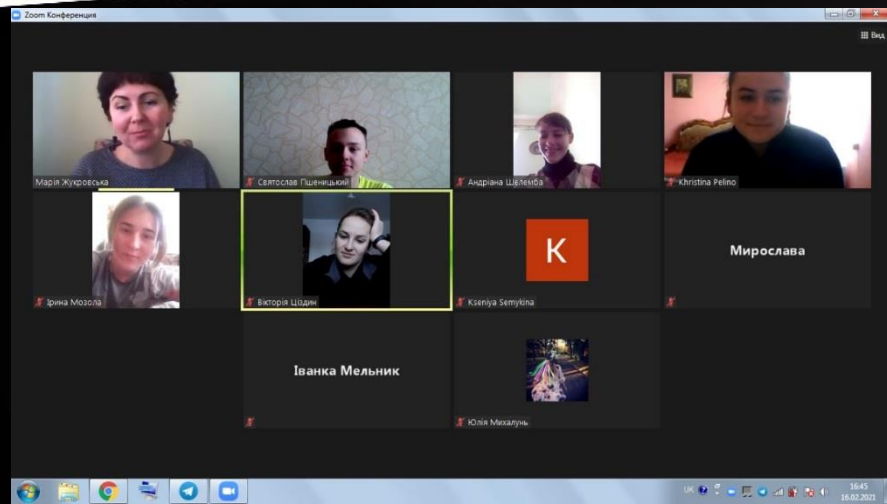 Zoom Конференция
Вид
Марія Жукровська
Святослав Пшеницький
Андріана Шелемба
Khristina Pelino
Ірина Мозола
Вікторія Ціздин
K
Kseniya Semykina
Мирослава
Іванка Мельник
Юлія Михалунь
UK
16:45
16.02.2021